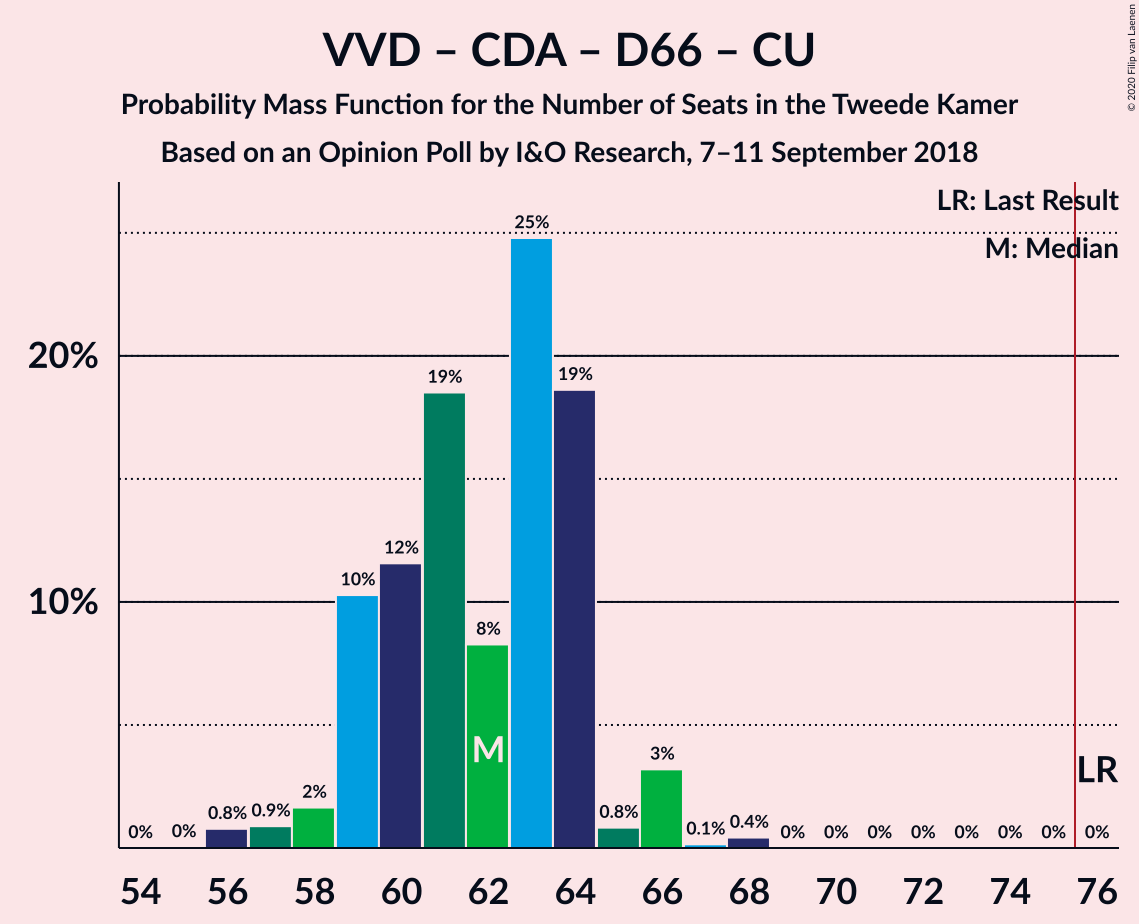 VVD – CDA – D66 – CU
Probability Mass Function for the Number of Seats in the Tweede Kamer
Based on an Opinion Poll by I&O Research, 7–11 September 2018
© 2020 Filip van Laenen
LR: Last Result
M: Median
20%
10%
0%
0%
0.8%
0.9%
2%
10%
12%
19%
8%
25%
19%
0.8%
3%
0.1%
0.4%
0%
0%
0%
0%
0%
0%
0%
0%
M
LR
54 56 58 60 62 64 66 68 70 72 74 76